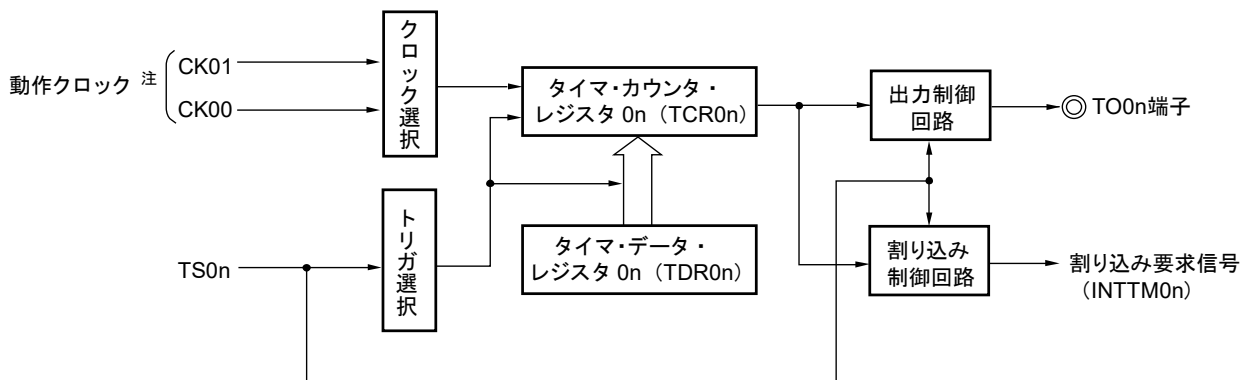 動作クロック 注
CK01
CK00
クロック選択
タイマ・カウンタ・
レジスタ 0n（TCR0n）
出力制御
回路
TO0n端子
TS0n
トリガ選択
タイマ・データ・
レジスタ 0n（TDR0n）
割り込み
制御回路
割り込み要求信号
（INTTM0n）